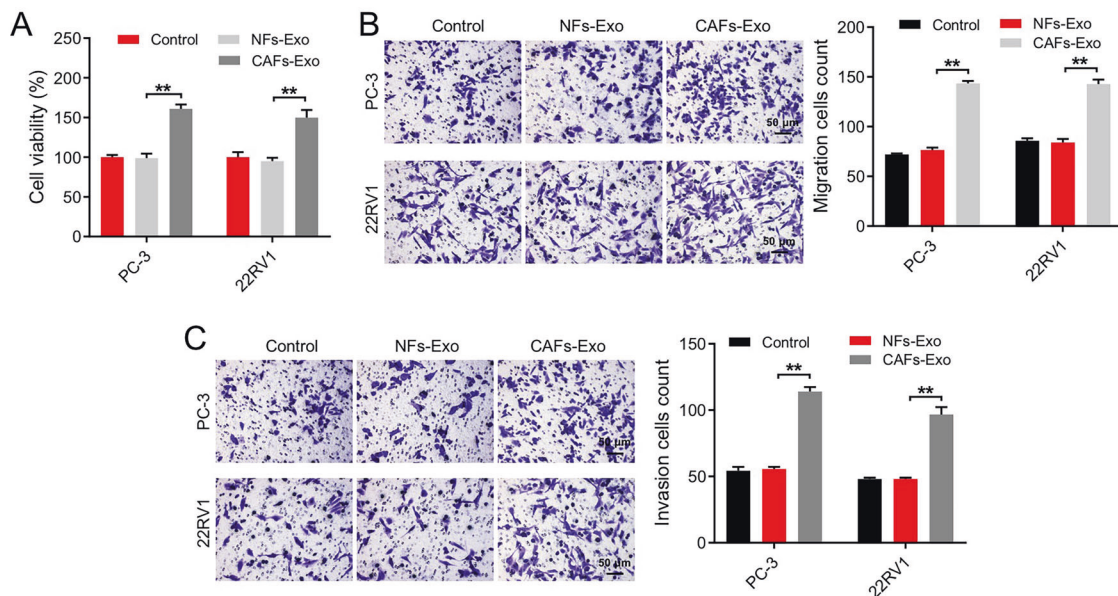 A
Cell viability (%)
250
200
150
100
50
0
Control
NFs-Exo
CAFs-Exo
**
**
PC-3
22RV1
B
Control
NFs-Exo
CAFs-Exo
PC-3
50 µm
22RV1
50 µm
Migration cells count
200
150
100
50
0
Control
NFs-Exo
CAFs-Exo
**
**
PC-3
22RV1
C
Control
NFs-Exo
CAFs-Exo
PC-3
50 µm
22RV1
50 µm
Invasion cells count
150
100
50
0
Control
NFs-Exo
CAFs-Exo
**
**
PC-3
22RV1